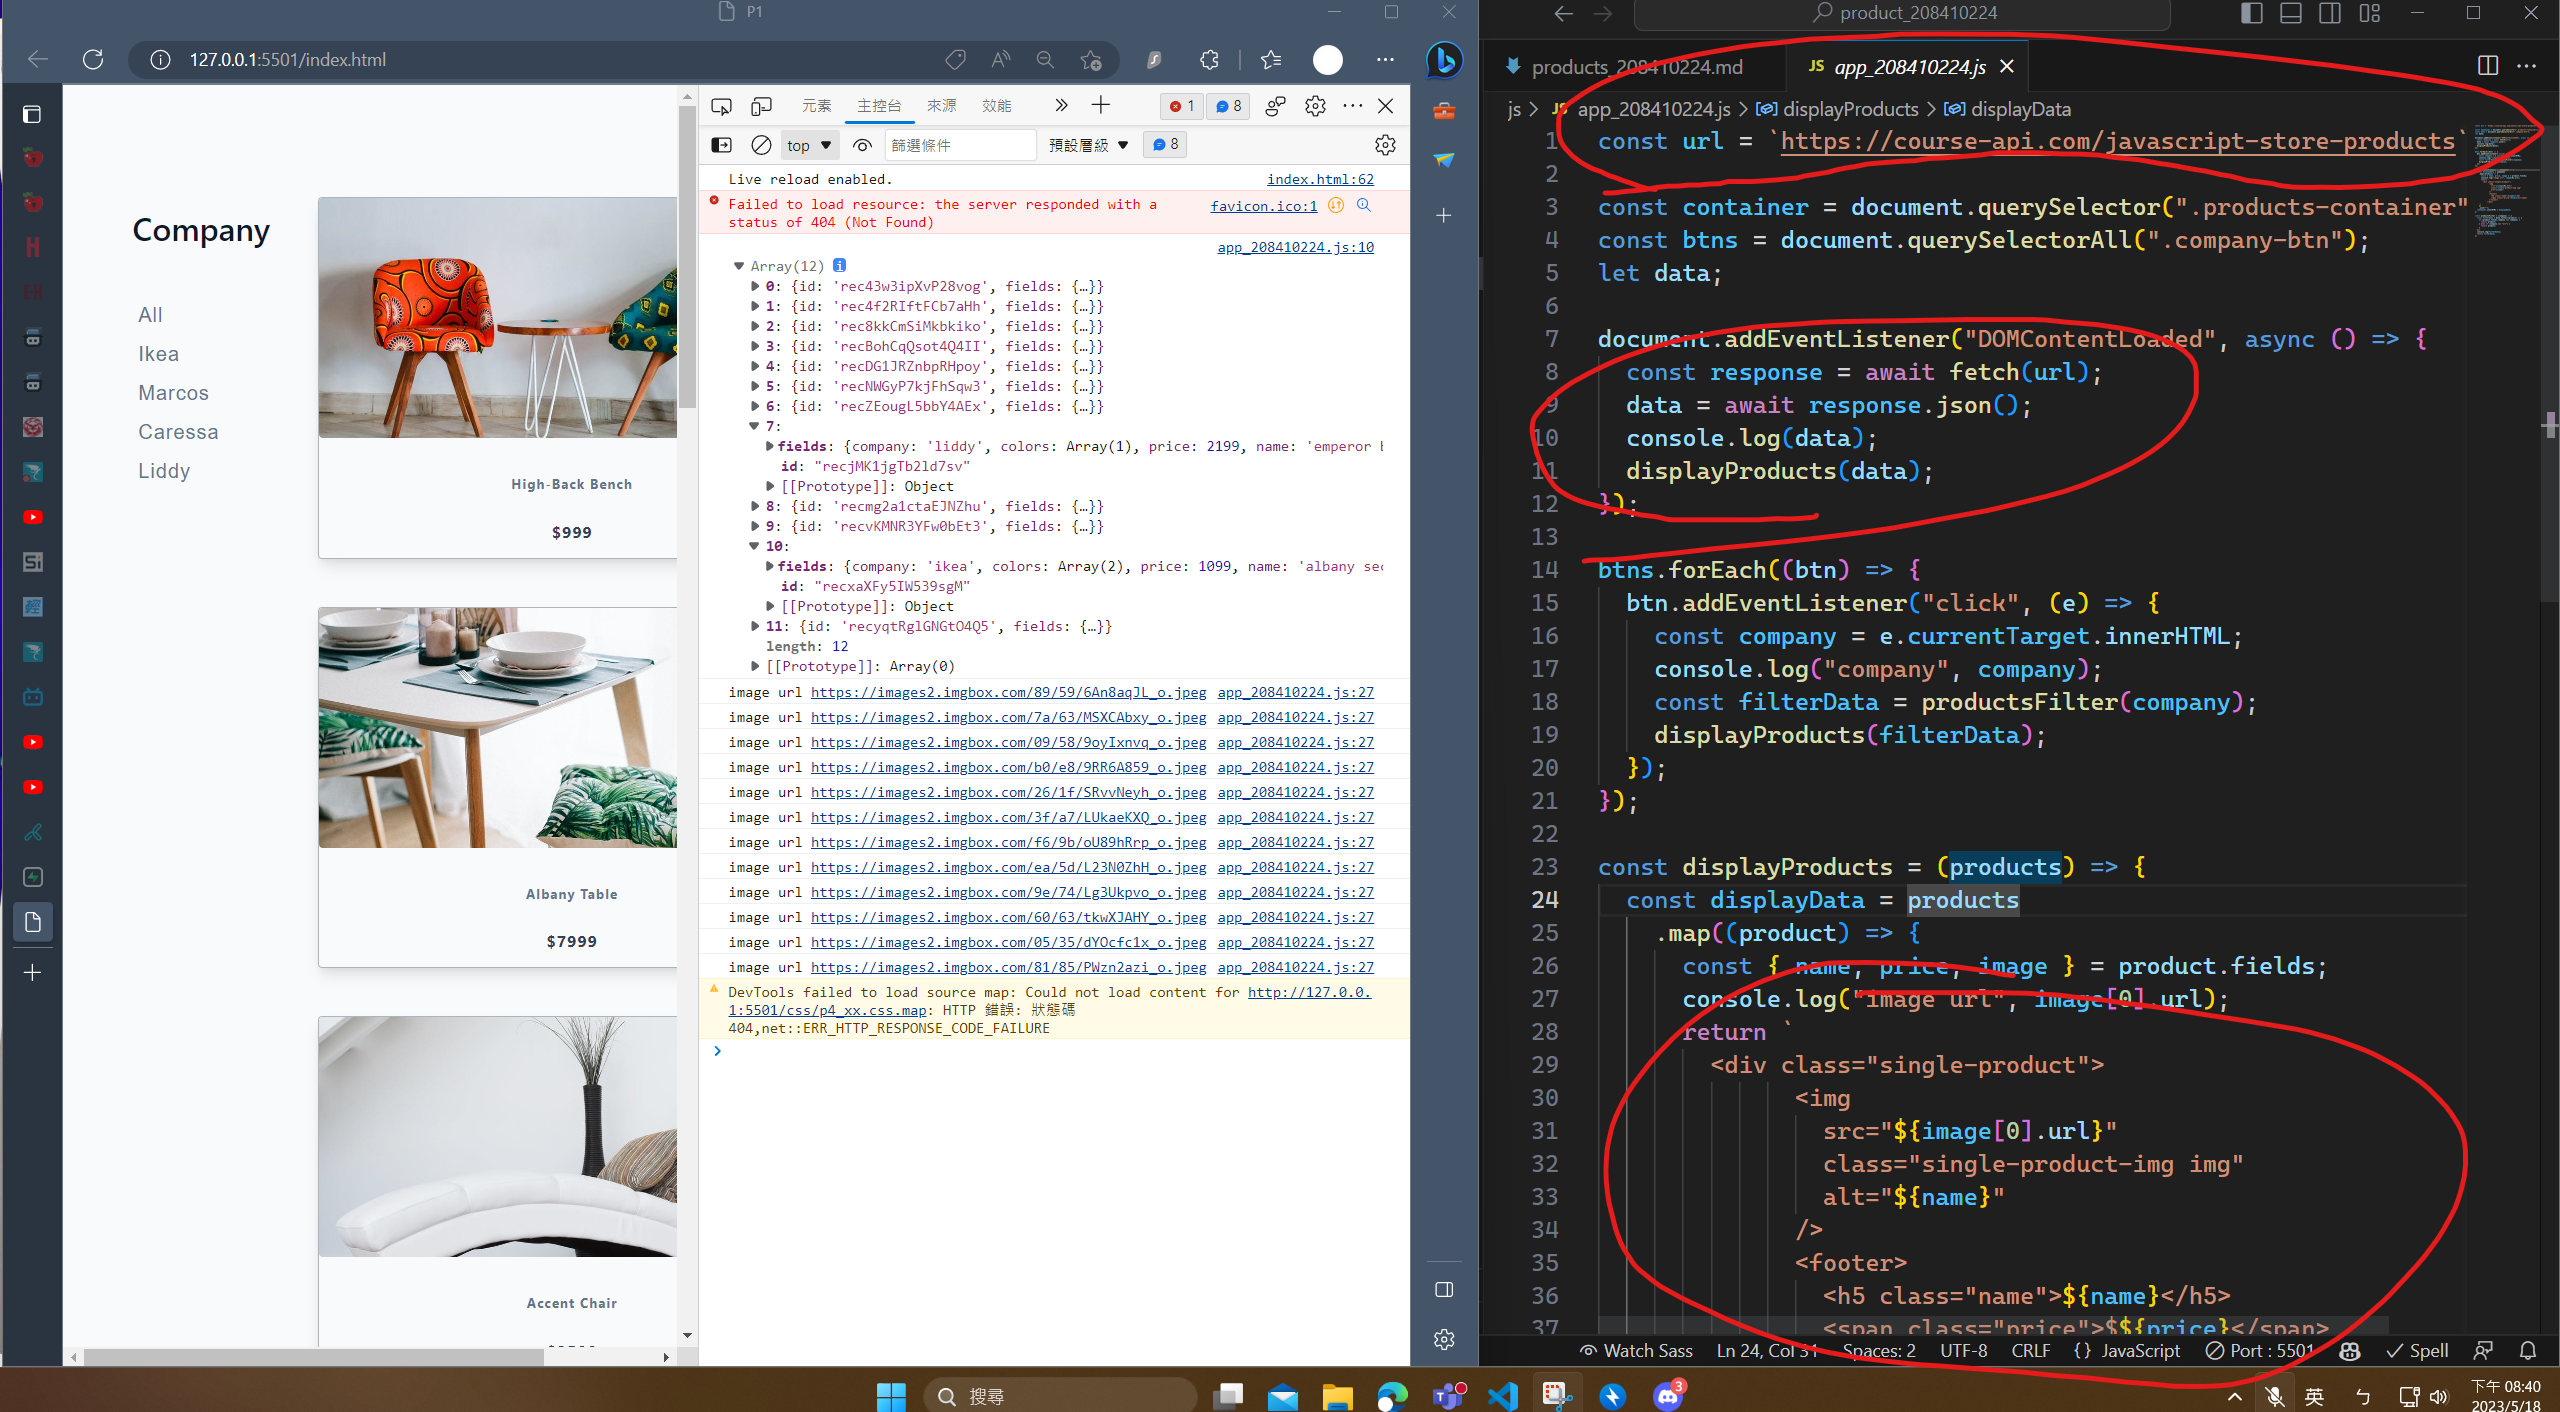 P1
127.0.0.1:5501/index.html
Company
All
Ikea
Marcos
Caressa
Liddy
High-Back Bench
$999
Albany Table
$7999
Accent Chair
元素 主控台 來源 效能 1 8
top 篩選條件 預設層級 8
Live reload enabled. index.html:62
Failed to load resource: the server responded with a favicon.ico:1
status of 404 (Not Found)
app_208410224.js:10
Array(12) i
0: {id: 'rec43w3ipXvP28vog', fields: {…}}
1: {id: 'rec4f2RIftFCb7aHh', fields: {…}}
2: {id: 'rec8kkCmSiMkbkiko', fields: {…}}
3: {id: 'recBohCqQsot4Q4II', fields: {…}}
4: {id: 'recDG1JRZnbpRHpoy', fields: {…}}
5: {id: 'recNWGyP7kjFhSqw3', fields: {…}}
6: {id: 'recZEougL5bbY4AEx', fields: {…}}
7:
fields: {company: 'liddy', colors: Array(1), price: 2199, name: 'emperor
id: "recjMK1jgTb2ld7sv"
[[Prototype]]: Object
8: {id: 'recmg2a1ctaEJNZhu', fields: {…}}
9: {id: 'recvKMNR3YFw0bEt3', fields: {…}}
10:
fields: {company: 'ikea', colors: Array(2), price: 1099, name: 'albany sec
id: "recxaXFy5IW539sgM"
[[Prototype]]: Object
11: {id: 'recyqtRglGNGtO4Q5', fields: {…}}
length: 12
[[Prototype]]: Array(0)
image url https://images2.imgbox.com/89/59/6An8aqJL_o.jpeg app_208410224.js:27
image url https://images2.imgbox.com/7a/63/MSXCAbxy_o.jpeg app_208410224.js:27
image url https://images2.imgbox.com/09/58/9oyIxnvq_o.jpeg app_208410224.js:27
image url https://images2.imgbox.com/b0/e8/9RR6A859_o.jpeg app_208410224.js:27
image url https://images2.imgbox.com/26/1f/SRvvNeyh_o.jpeg app_208410224.js:27
image url https://images2.imgbox.com/3f/a7/LUkaeKXQ_o.jpeg app_208410224.js:27
image url https://images2.imgbox.com/f6/9b/oU89hRrp_o.jpeg app_208410224.js:27
image url https://images2.imgbox.com/ea/5d/L23N0ZhH_o.jpeg app_208410224.js:27
image url https://images2.imgbox.com/9e/74/Lg3Ukpvo_o.jpeg app_208410224.js:27
image url https://images2.imgbox.com/60/63/tkwXJAHY_o.jpeg app_208410224.js:27
image url https://images2.imgbox.com/05/35/dYOcfc1x_o.jpeg app_208410224.js:27
image url https://images2.imgbox.com/81/85/PWzn2azi_o.jpeg app_208410224.js:27
DevTools failed to load source map: Could not load content for http://127.0.0.
1:5501/css/p4_xx.css.map: HTTP 錯誤: 狀態碼
404,net::ERR_HTTP_RESPONSE_CODE_FAILURE
product_208410224
products_208410224.md JS app_208410224.js
js > JS app_208410224.js > displayProducts > displayData
1 const url = `https://course-api.com/javascript-store-products`
2
3 const container = document.querySelector(".products-container"
4 const btns = document.querySelectorAll(".company-btn");
5 let data;
6
7 document.addEventListener("DOMContentLoaded", async () => {
8 const response = await fetch(url);
9 data = await response.json();
10 console.log(data);
11 displayProducts(data);
12 });
13
14 btns.forEach((btn) => {
15 btn.addEventListener("click", (e) => {
16 const company = e.currentTarget.innerHTML;
17 console.log("company", company);
18 const filterData = productsFilter(company);
19 displayProducts(filterData);
20 });
21 });
22
23 const displayProducts = (products) => {
24 const displayData = products
25 .map((product) => {
26 const { name, price, image } = product.fields;
27 console.log("image url", image[0].url);
28 return `
29 <div class="single-product">
30 <img
31 src="${image[0].url}"
32 class="single-product-img img"
33 alt="${name}"
34 />
35 <footer>
36 <h5 class="name">${name}</h5>
37 <span class="price">$${price}</span>
Watch Sass Ln 24, Col 31 Spaces: 2 UTF-8 CRLF {} JavaScript Port : 5501 Spell
搜尋
3
英 ㄅ
下午 08:40
2023/5/18